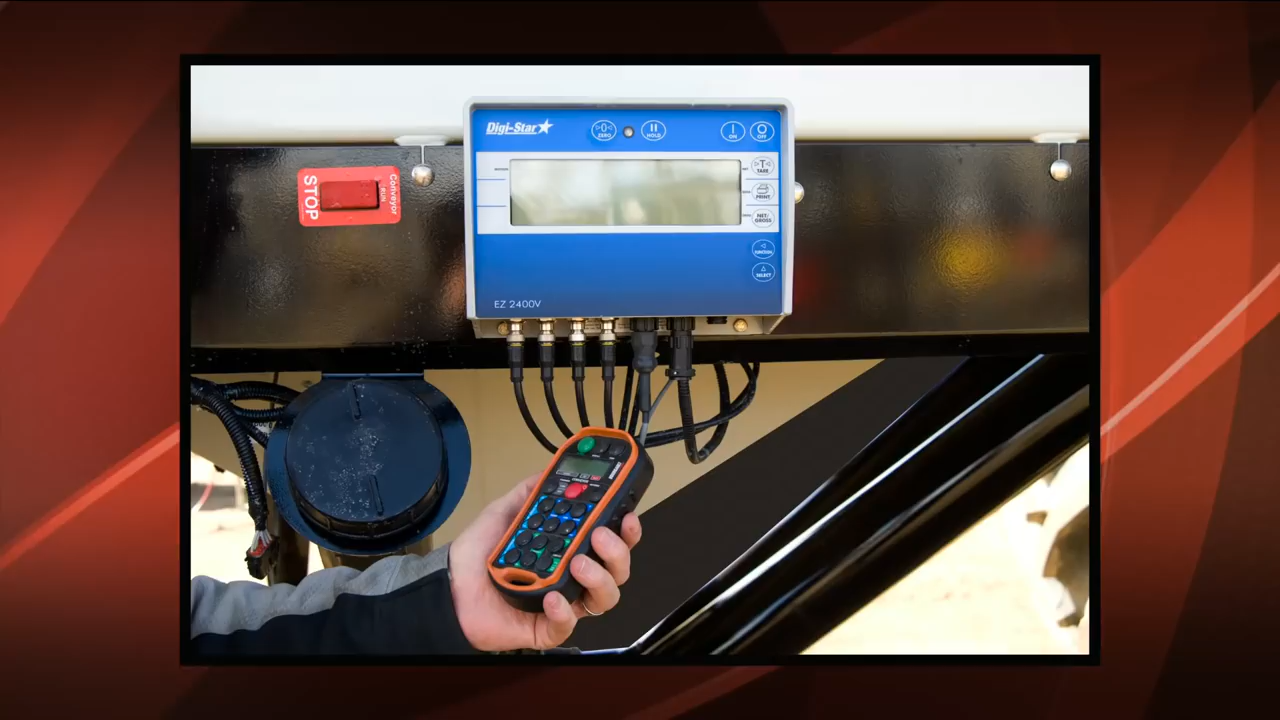 Digi-Star
ZERO
HOLD
ON
OFF
T
TARE
PRINT
NET/
GROSS
FUNCTION
SELECT
EZ 2400V
Conveyor
RUN
STOP